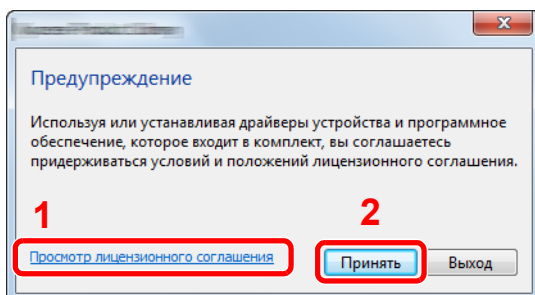 Предупреждение
Используя или устанавливая драйверы устройства и программное
обеспечение, которое входит в комплект, вы соглашаетесь
придерживаться условий и положений лицензионного соглашения.
1
2
Просмотр лицензионного соглашения
Принять
Выход